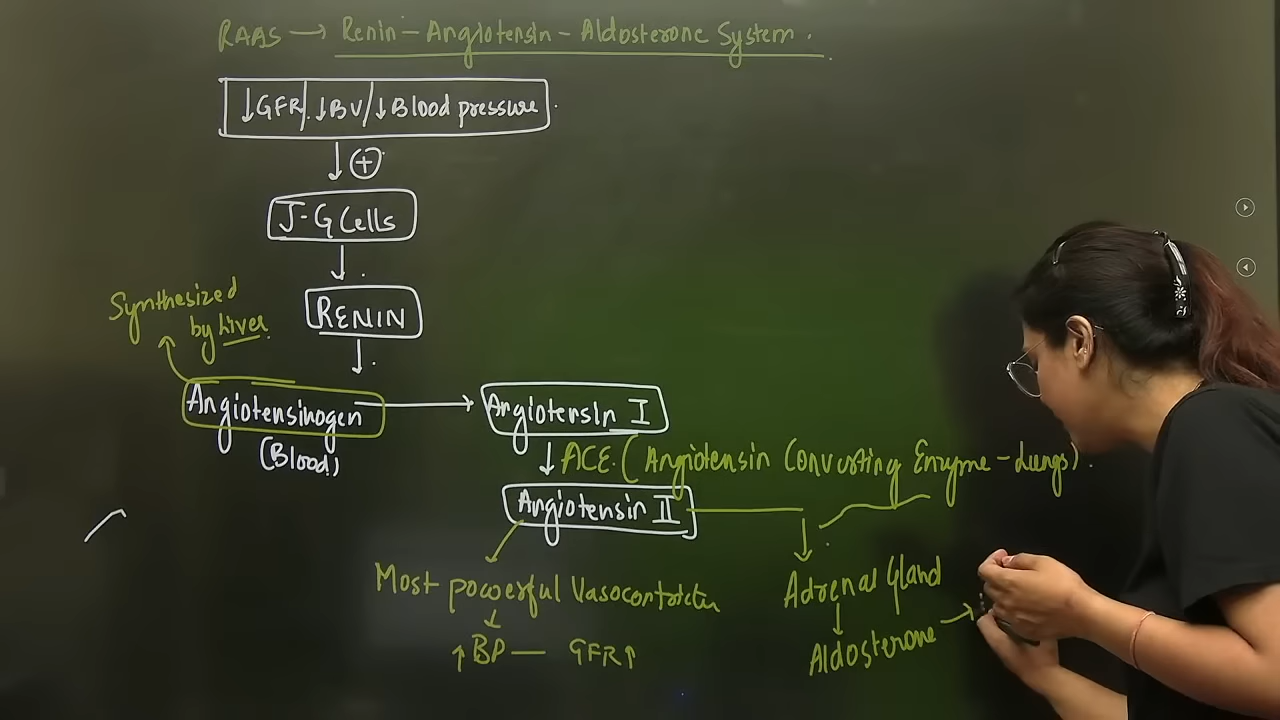 RAAS → Renin - Angiotensin - Aldosterone System.
↓GFR/↓BV/↓Blood pressure
↓ ⊕
J-G Cells
↓
RENIN
↓
Synthesized
by Liver
Angiotensinogen → Angiotensin I
(Blood)
↓ ACE. (Angiotensin Converting Enzyme - Lungs).
Angiotensin II
Most powerful Vasocontrictor
↓
↑BP — GFR↑
Adrenal Gland
↓
Aldosterone →